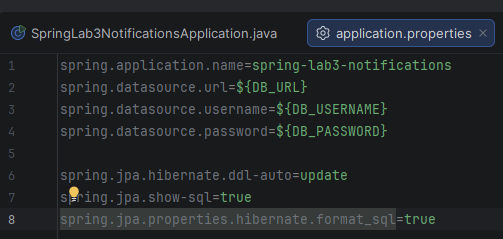 SpringLab3NotificationsApplication.java application.properties
1 spring.application.name=spring-lab3-notifications
2 spring.datasource.url=${DB_URL}
3 spring.datasource.username=${DB_USERNAME}
4 spring.datasource.password=${DB_PASSWORD}
5
6 spring.jpa.hibernate.ddl-auto=update
7 spring.jpa.show-sql=true
8 spring.jpa.properties.hibernate.format_sql=true